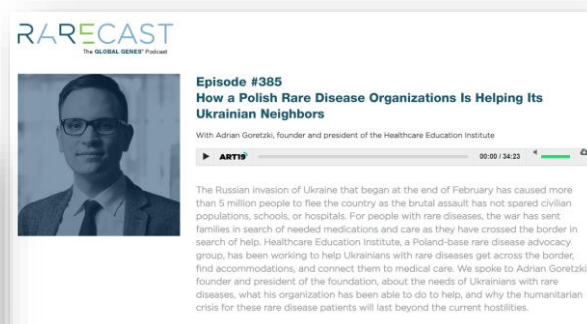 RARECAST
The GLOBAL GENES® Podcast
Episode #385
How a Polish Rare Disease Organizations Is Helping Its
Ukrainian Neighbors
With Adrian Goretzki, founder and president of the Healthcare Education Institute
ART19
00:00 / 34:23
The Russian invasion of Ukraine that began at the end of February has caused more
than 5 million people to flee the country as the brutal assault has not spared civilian
populations, schools, or hospitals. For people with rare diseases, the war has sent
families in search of needed medications and care as they have crossed the border in
search of help. Healthcare Education Institute, a Poland-base rare disease advocacy
group, has been working to help Ukrainians with rare diseases get across the border,
find accommodations, and connect them to medical care. We spoke to Adrian Goretzki,
founder and president of the foundation, about the needs of Ukrainians with rare
diseases, what his organization has been able to do to help, and why the humanitarian
crisis for these rare disease patients will last beyond the current hostilities.